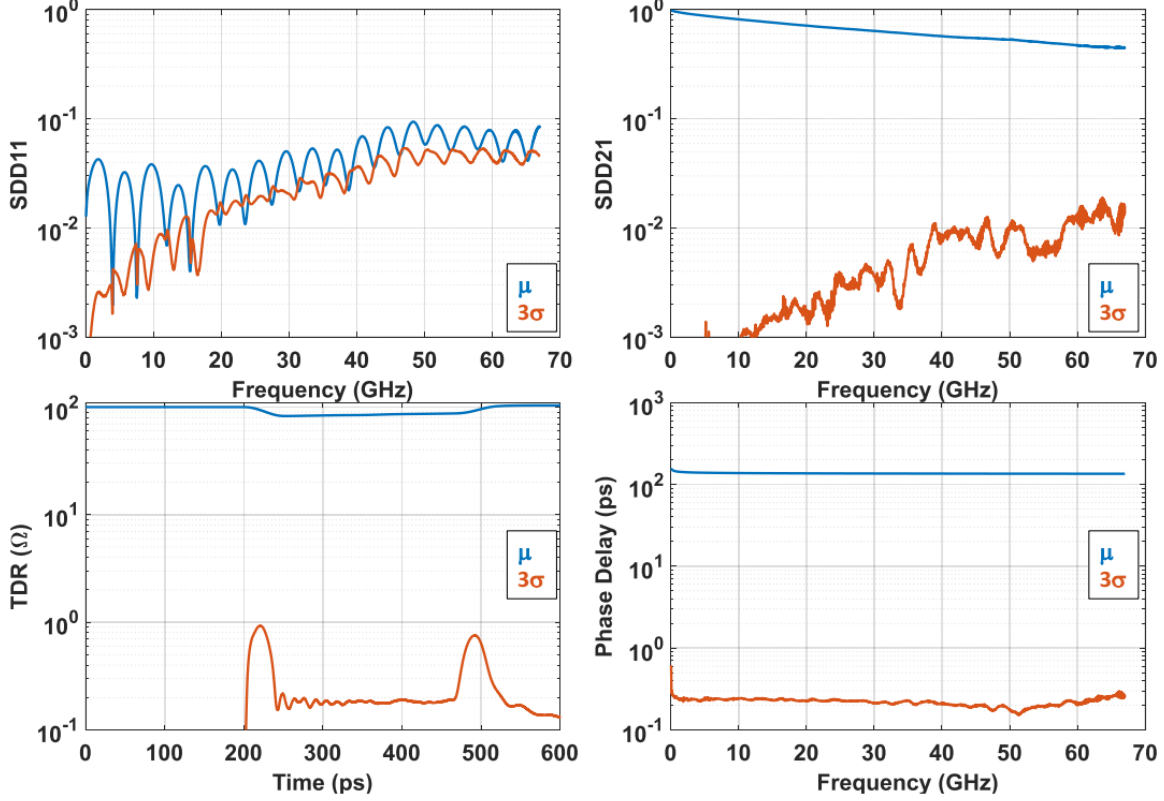 10^0
10^-1
10^-2
10^-3
SDD11
0 10 20 30 40 50 60 70
Frequency (GHz)
μ
3σ
10^0
10^-1
10^-2
10^-3
SDD21
0 10 20 30 40 50 60 70
Frequency (GHz)
μ
3σ
10^2
10^1
10^0
10^-1
TDR (Ω)
0 100 200 300 400 500 600
Time (ps)
μ
3σ
10^3
10^2
10^1
10^0
10^-1
Phase Delay (ps)
0 10 20 30 40 50 60 70
Frequency (GHz)
μ
3σ